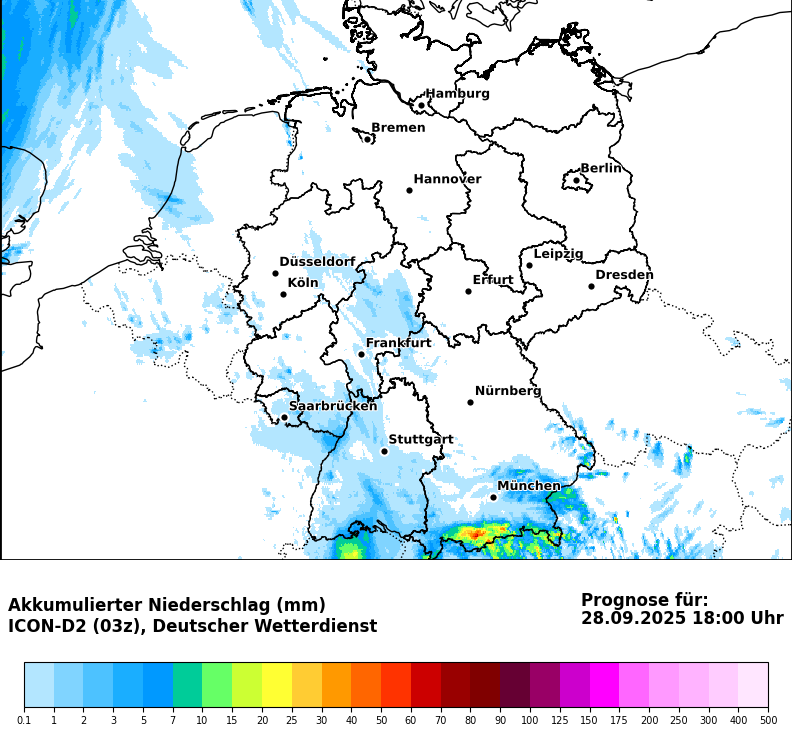 Hamburg
Bremen
Berlin
Hannover
Leipzig
Düsseldorf
Dresden
Köln
Erfurt
Frankfurt
Nürnberg
Saarbrücken
Stuttgart
München
Akkumulierter Niederschlag (mm)
ICON-D2 (03z), Deutscher Wetterdienst
Prognose für:
28.09.2025 18:00 Uhr
0.1 1 2 3 5 7 10 15 20 25 30 40 50 60 70 80 90 100 125 150 175 200 250 300 400 500